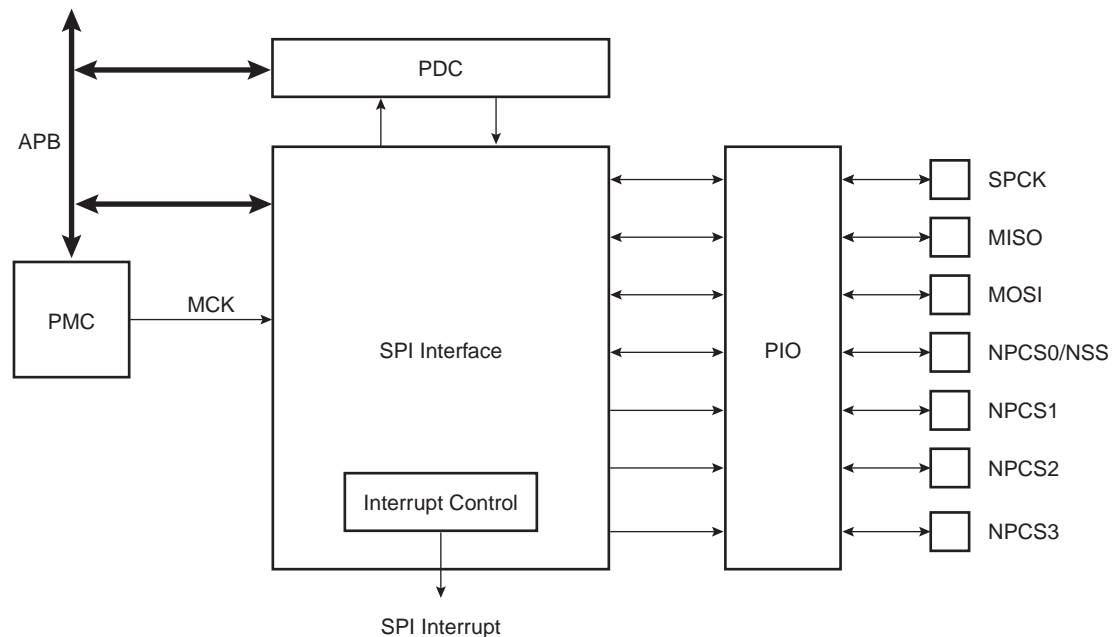 PDC
APB
SPCK
MISO
MOSI
MCK
PMC
SPI Interface
PIO
NPCS0/NSS
NPCS1
NPCS2
Interrupt Control
NPCS3
SPI Interrupt